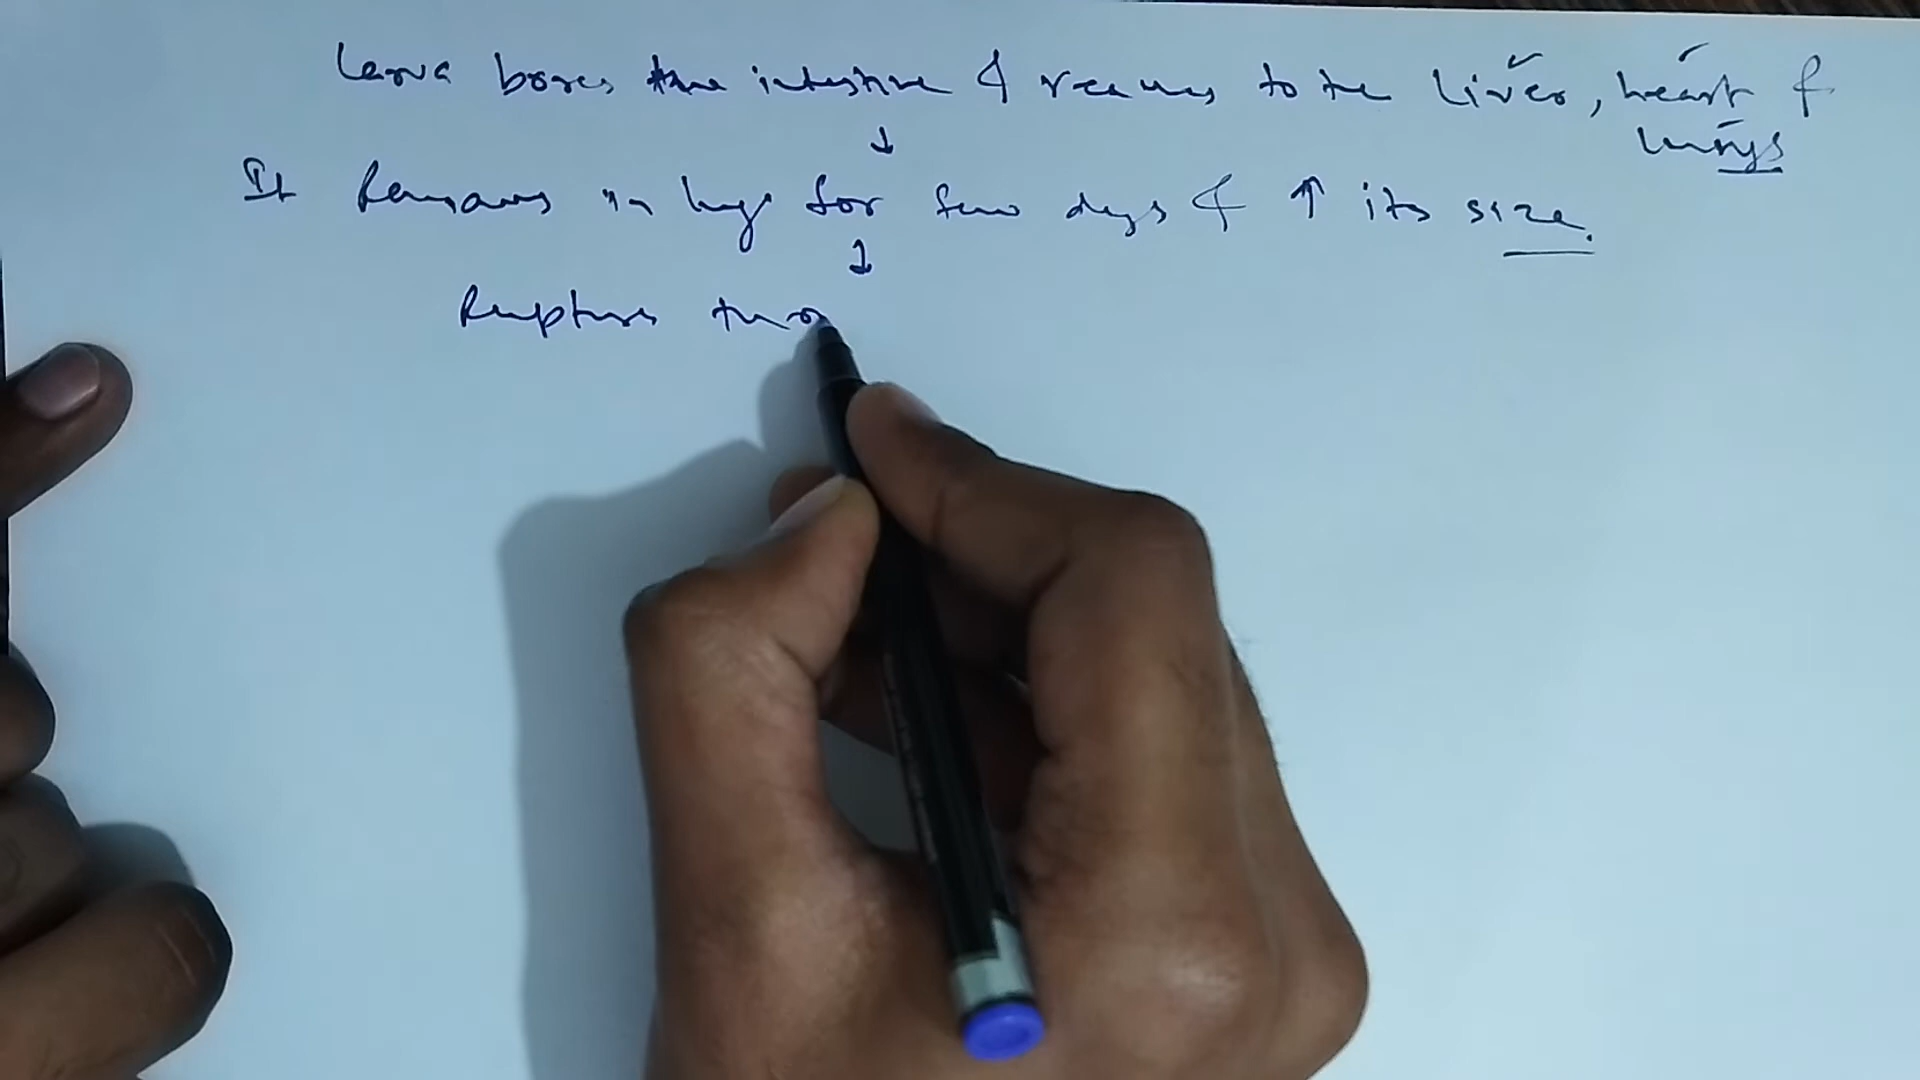 Larva bores the intestine & reaches to the liver, heart &
lungs
↓
It Remains in lungs for few days & ↑ its size.
↓
Ruptures thro